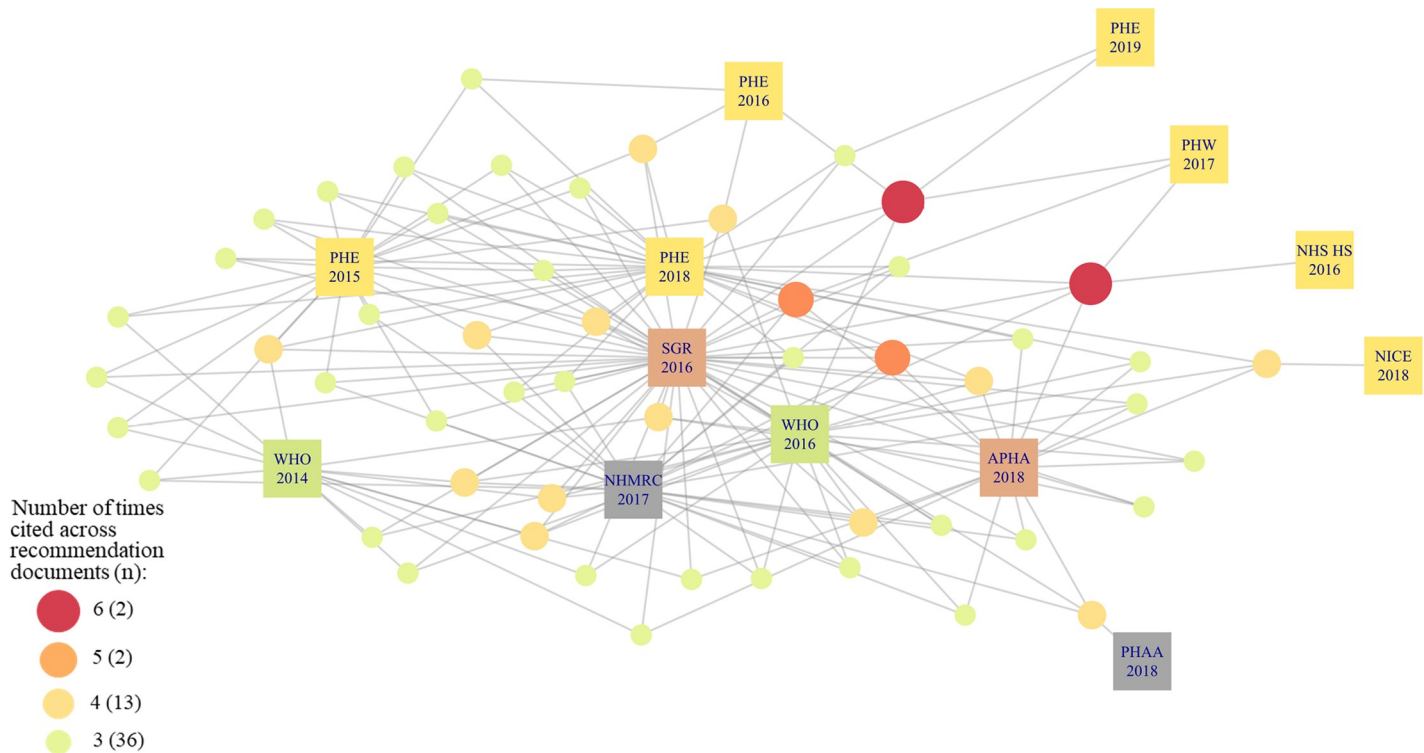 PHE
2019
PHE
2016
PHW
2017
PHE
2015
PHE
2018
NHS HS
2016
SGR
2016
NICE
2018
WHO
2016
WHO
2014
NHMRC
2017
APHA
2018
PHAA
2018
Number of times
cited across
recommendation
documents (n):
6 (2)
5 (2)
4 (13)
3 (36)